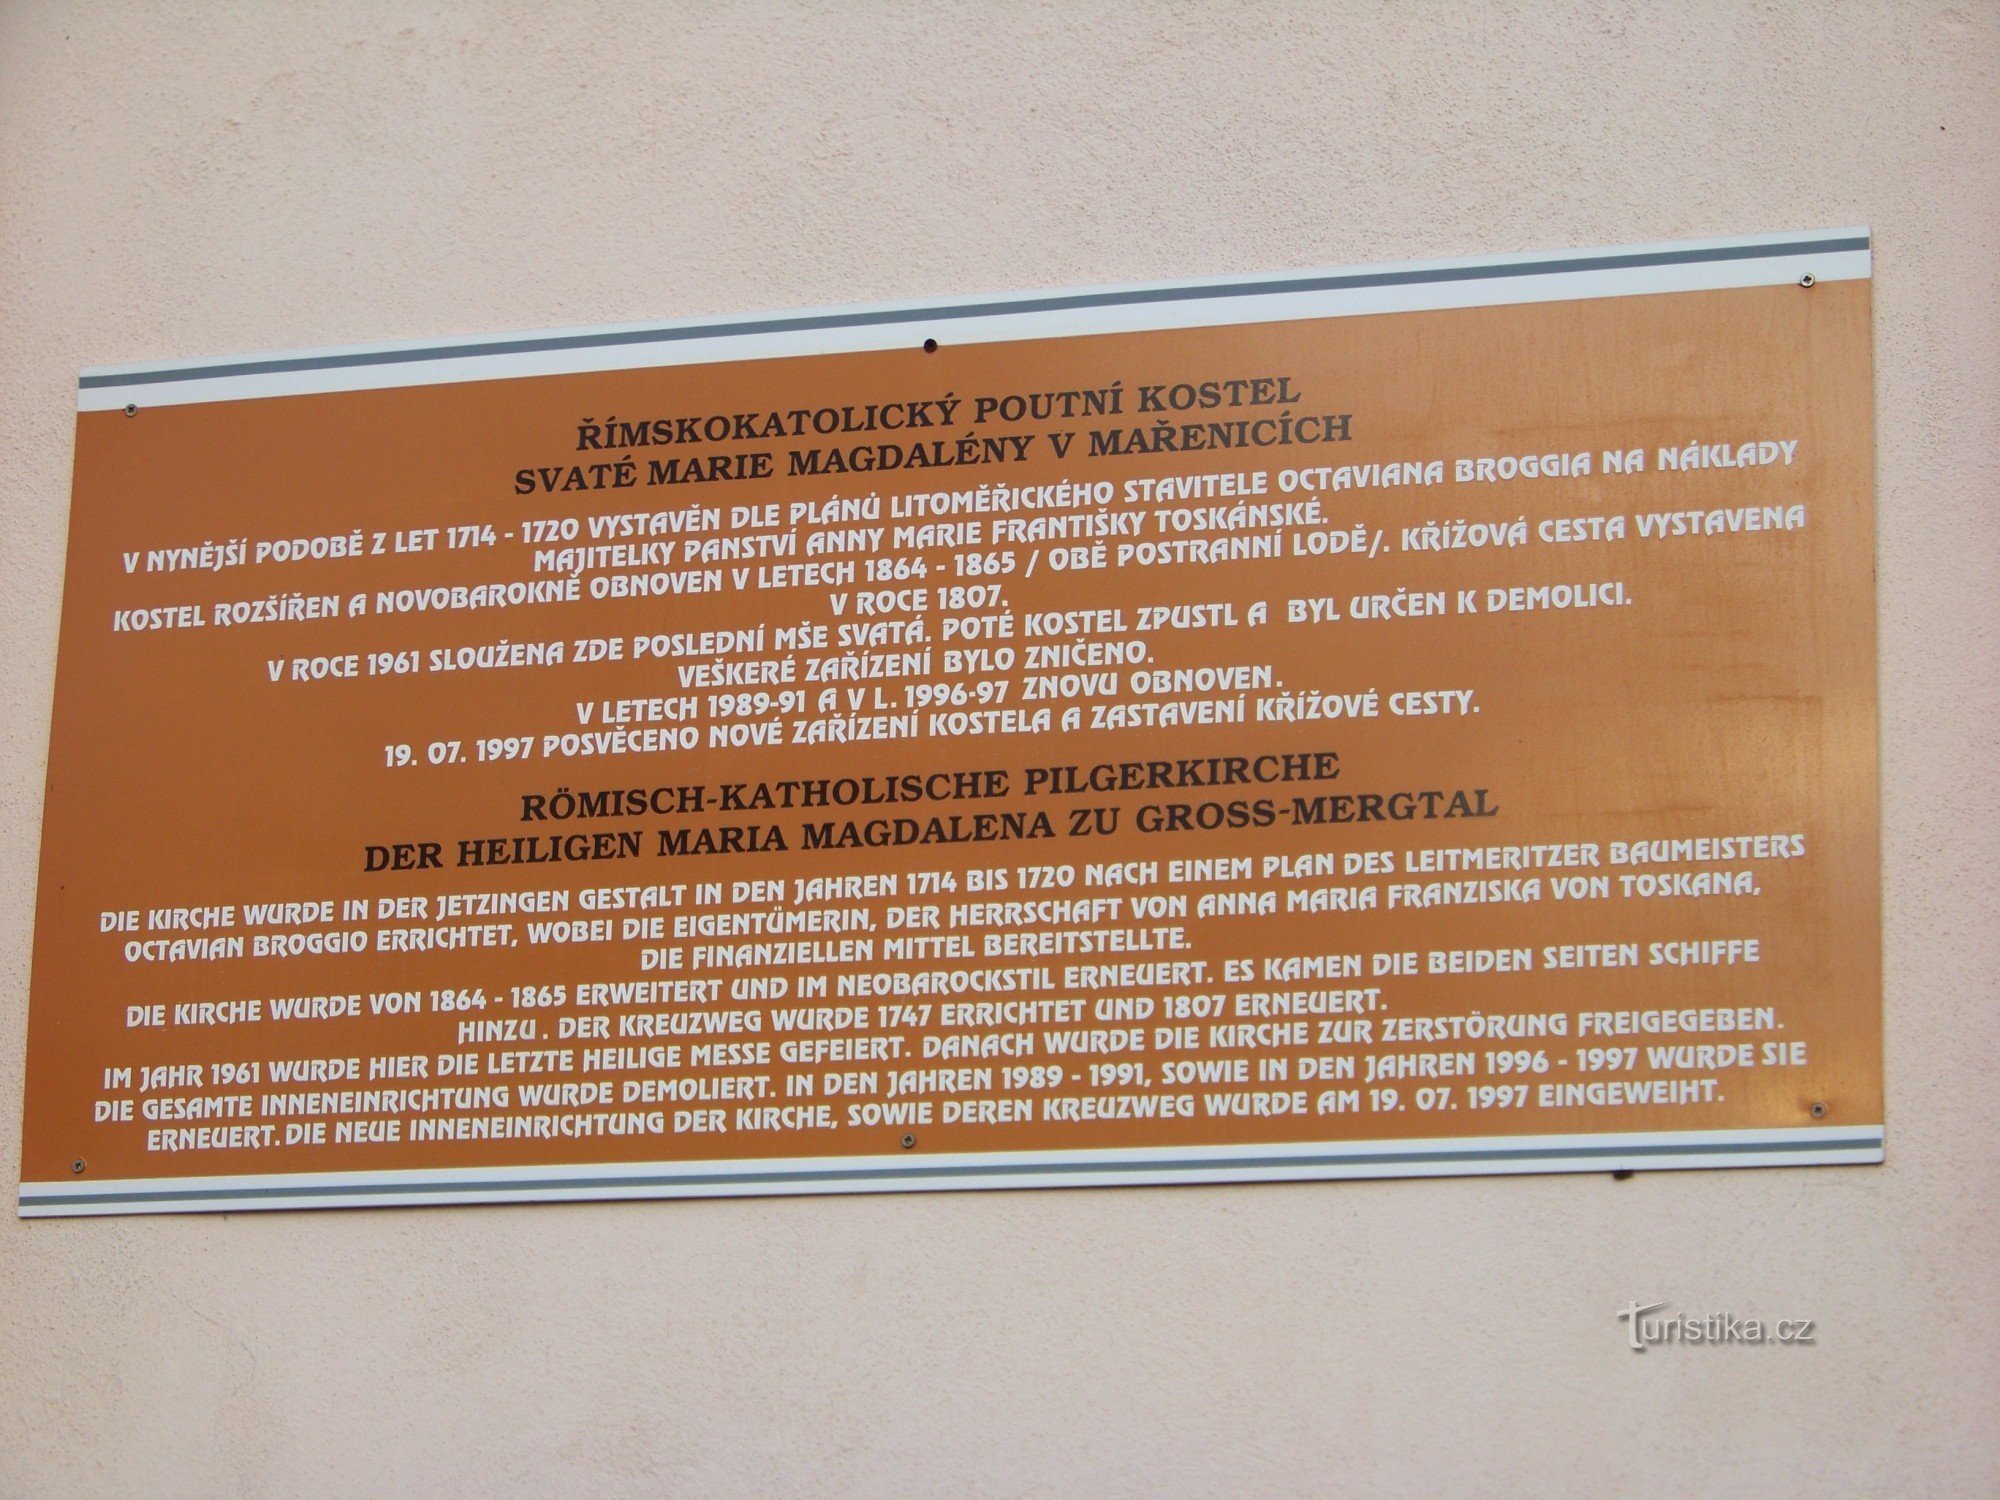 ŘÍMSKOKATOLICKÝ POUTNÍ KOSTEL
SVATÉ MARIE MAGDALÉNY V MAŘENICÍCH
V NYNĚJŠÍ PODOBĚ Z LET 1714 - 1720 VYSTAVĚN DLE PLÁNŮ LITOMĚŘICKÉHO STAVITELE OCTAVIANA BROGGIA NA NÁKLADY
MAJITELKY PANSTVÍ ANNY MARIE FRANTIŠKY TOSKÁNSKÉ.
KOSTEL ROZŠÍŘEN A NOVOBAROKNĚ OBNOVEN V LETECH 1864 - 1865 / OBĚ POSTRANNÍ LODĚ/. KŘÍŽOVÁ CESTA VYSTAVENA
V ROCE 1807.
V ROCE 1961 SLOUŽENA ZDE POSLEDNÍ MŠE SVATÁ. POTÉ KOSTEL ZPUSTL A BYL URČEN K DEMOLICI.
VEŠKERÉ ZAŘÍZENÍ BYLO ZNIČENO.
V LETECH 1989-91 A V L. 1996-97 ZNOVU OBNOVEN.
19. 07. 1997 POSVĚCENO NOVÉ ZAŘÍZENÍ KOSTELA A ZASTAVENÍ KŘÍŽOVÉ CESTY.
RÖMISCH-KATHOLISCHE PILGERKIRCHE
DER HEILIGEN MARIA MAGDALENA ZU GROSS-MERGTAL
DIE KIRCHE WURDE IN DER JETZINGEN GESTALT IN DEN JAHREN 1714 BIS 1720 NACH EINEM PLAN DES LEITMERITZER BAUMEISTERS
OCTAVIAN BROGGIO ERRICHTET, WOBEI DIE EIGENTÜMERIN, DER HERRSCHAFT VON ANNA MARIA FRANZISKA VON TOSKANA,
DIE FINANZIELLEN MITTEL BEREITSTELLTE.
DIE KIRCHE WURDE VON 1864 - 1865 ERWEITERT UND IM NEOBAROCKSTIL ERNEUERT. ES KAMEN DIE BEIDEN SEITEN SCHIFFE
HINZU . DER KREUZWEG WURDE 1747 ERRICHTET UND 1807 ERNEUERT.
IM JAHR 1961 WURDE HIER DIE LETZTE HEILIGE MESSE GEFEIERT. DANACH WURDE DIE KIRCHE ZUR ZERSTÖRUNG FREIGEGEBEN.
DIE GESAMTE INNENEINRICHTUNG WURDE DEMOLIERT. IN DEN JAHREN 1989 - 1991, SOWIE IN DEN JAHREN 1996 - 1997 WURDE SIE
ERNEUERT. DIE NEUE INNENEINRICHTUNG DER KIRCHE, SOWIE DEREN KREUZWEG WURDE AM 19. 07. 1997 EINGEWEIHT.
Turistika.cz